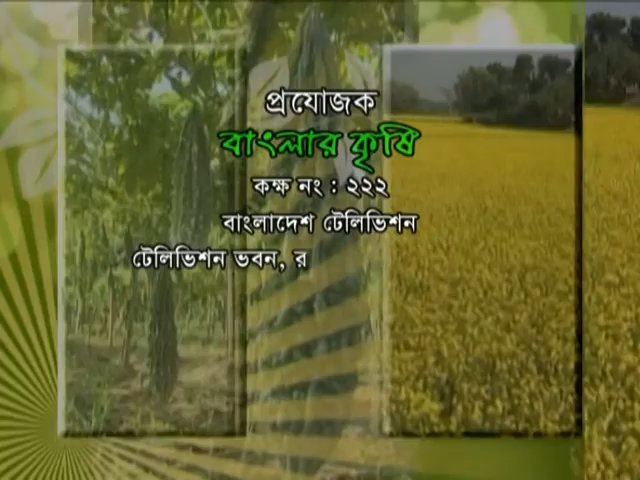 প্রযোজক
বাংলার কৃষি
কক্ষ নং : ২২২
বাংলাদেশ টেলিভিশন
টেলিভিশন ভবন, র